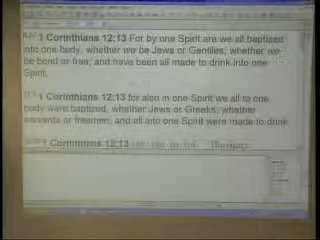 1 Corinthians 12:13 For by one Spirit are we all baptized
into one body, whether we be Jews or Gentiles, whether we
be bond or free; and have been all made to drink into one
Spirit.
1 Corinthians 12:13 for also in one Spirit we all to one
body were baptized, whether Jews or Greeks, whether
servants or freemen, and all into one Spirit were made to drink
1 Corinthians 12:13